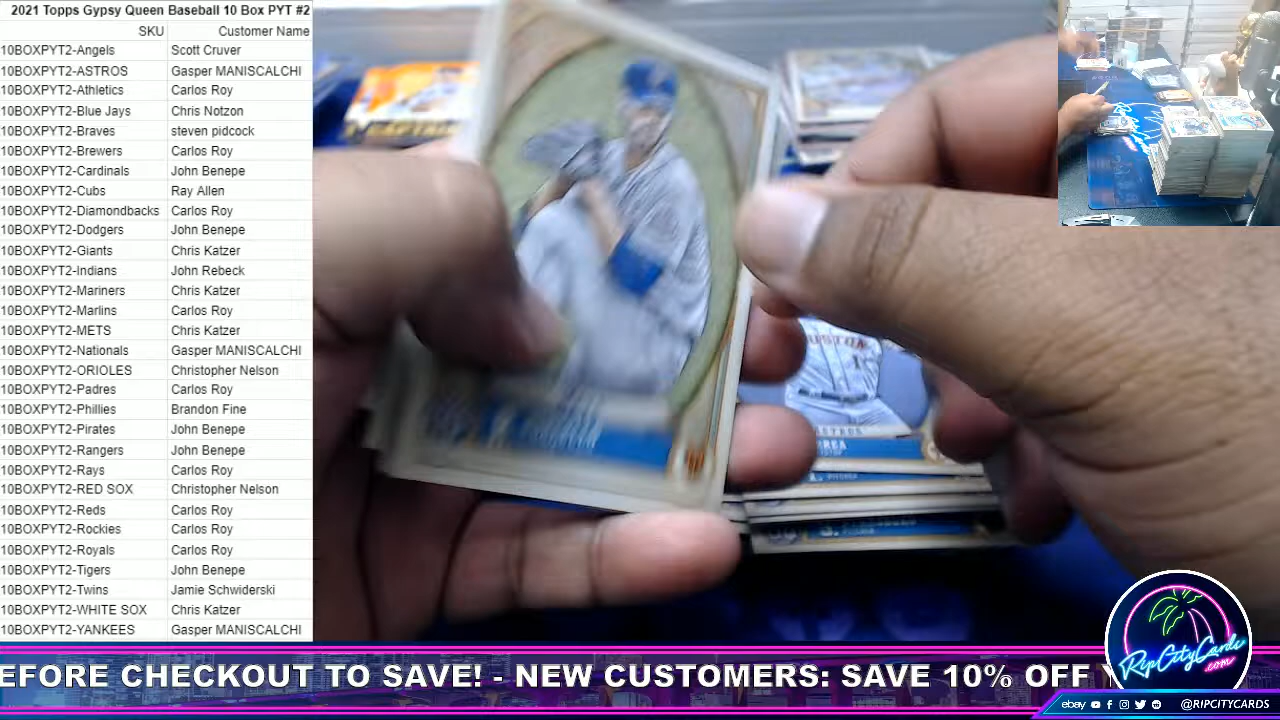 2021 Topps Gypsy Queen Baseball 10 Box PYT #2
SKU Customer Name
10BOXPYT2-Angels Scott Cruver
10BOXPYT2-ASTROS Gasper MANISCALCHI
10BOXPYT2-Athletics Carlos Roy
10BOXPYT2-Blue Jays Chris Notzon
10BOXPYT2-Braves steven pidcock
10BOXPYT2-Brewers Carlos Roy
10BOXPYT2-Cardinals John Benepe
10BOXPYT2-Cubs Ray Allen
10BOXPYT2-Diamondbacks Carlos Roy
10BOXPYT2-Dodgers John Benepe
10BOXPYT2-Giants Chris Katzer
10BOXPYT2-Indians John Rebeck
10BOXPYT2-Mariners Chris Katzer
10BOXPYT2-Marlins Carlos Roy
10BOXPYT2-METS Chris Katzer
10BOXPYT2-Nationals Gasper MANISCALCHI
10BOXPYT2-ORIOLES Christopher Nelson
10BOXPYT2-Padres Carlos Roy
10BOXPYT2-Phillies Brandon Fine
10BOXPYT2-Pirates John Benepe
10BOXPYT2-Rangers John Benepe
10BOXPYT2-Rays Carlos Roy
10BOXPYT2-RED SOX Christopher Nelson
10BOXPYT2-Reds Carlos Roy
10BOXPYT2-Rockies Carlos Roy
10BOXPYT2-Royals Carlos Roy
10BOXPYT2-Tigers John Benepe
10BOXPYT2-Twins Jamie Schwiderski
10BOXPYT2-WHITE SOX Chris Katzer
10BOXPYT2-YANKEES Gasper MANISCALCHI
EFORE CHECKOUT TO SAVE! - NEW CUSTOMERS: SAVE 10% OFF
RipCityCards
.com
ebay @RIPCITYCARDS